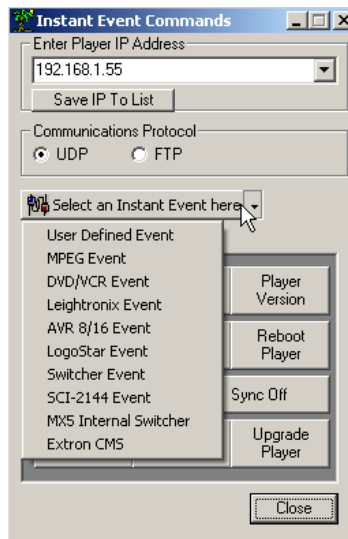 Instant Event Commands
Enter Player IP Address
192.168.1.55
Save IP To List
Communications Protocol
UDP
FTP
Select an Instant Event here
User Defined Event
MPEG Event
DVD/VCR Event
Leightronix Event
AVR 8/16 Event
LogoStar Event
Switcher Event
SCI-2144 Event
MX5 Internal Switcher
Extron CMS
Player
Version
Reboot
Player
Sync Off
Upgrade
Player
Close